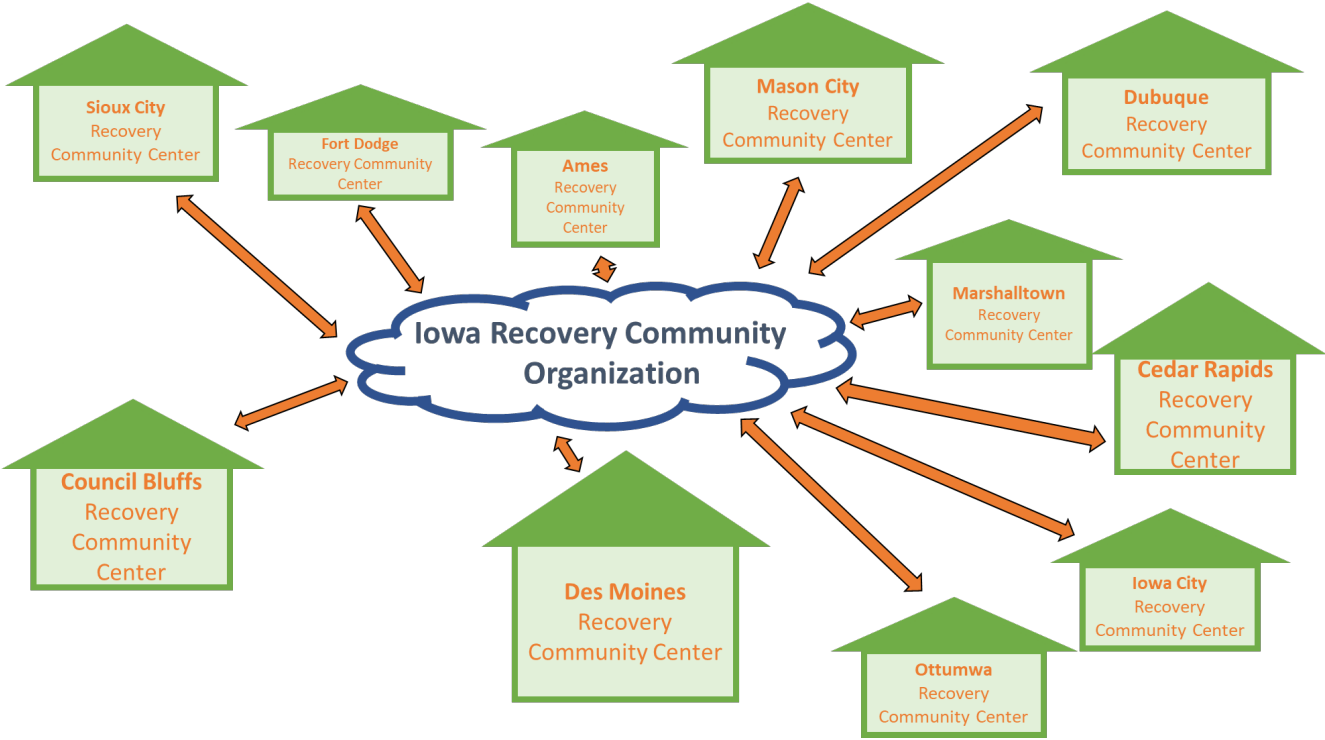 Sioux City
Recovery
Community Center
Fort Dodge
Recovery Community
Center
Ames
Recovery
Community
Center
Mason City
Recovery
Community Center
Dubuque
Recovery
Community Center
Marshalltown
Recovery
Community Center
Iowa Recovery Community
Organization
Cedar Rapids
Recovery
Community
Center
Council Bluffs
Recovery
Community
Center
Des Moines
Recovery
Community Center
Iowa City
Recovery
Community Center
Ottumwa
Recovery
Community Center